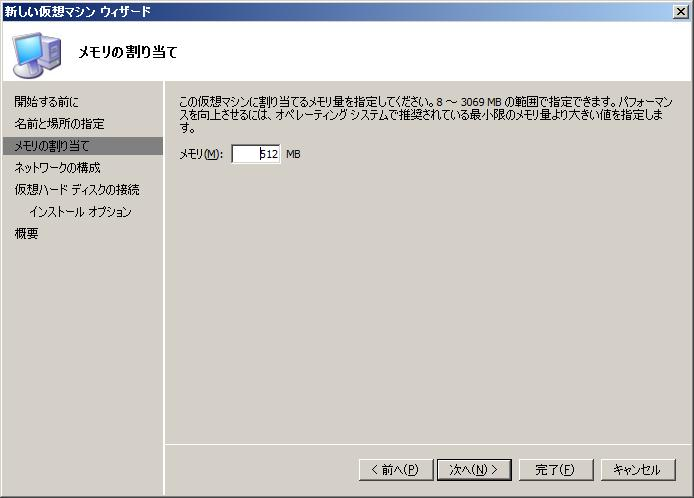 新しい仮想マシン ウィザード
メモリの割り当て
開始する前に
名前と場所の指定
メモリの割り当て
ネットワークの構成
仮想ハード ディスクの接続
インストール オプション
概要
この仮想マシンに割り当てるメモリ量を指定してください。8 ～ 3069 MB の範囲で指定できます。パフォーマン
スを向上させるには、オペレーティング システムで推奨されている最小限のメモリ量より大きい値を指定しま
す。
メモリ(M): 512 MB
< 前へ(P) 次へ(N) > 完了(F) キャンセル